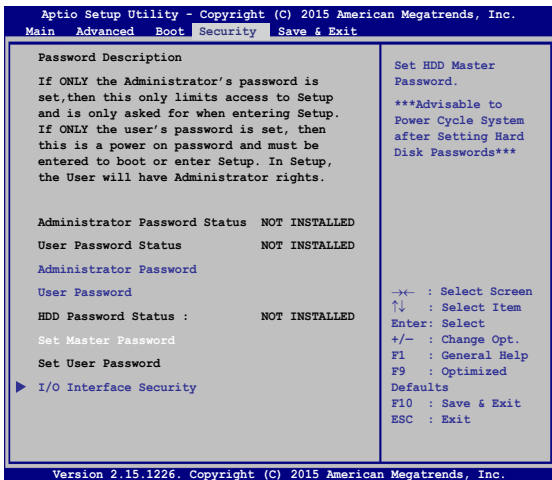 Aptio Setup Utility - Copyright (C) 2015 American Megatrends, Inc.
Main Advanced Boot Security Save & Exit
Password Description
If ONLY the Administrator's password is
set,then this only limits access to Setup
and is only asked for when entering Setup.
If ONLY the user's password is set, then
this is a power on password and must be
entered to boot or enter Setup. In Setup,
the User will have Administrator rights.
Administrator Password Status NOT INSTALLED
User Password Status NOT INSTALLED
Administrator Password
User Password
HDD Password Status : NOT INSTALLED
Set Master Password
Set User Password
I/O Interface Security
Set HDD Master
Password.
***Advisable to
Power Cycle System
after Setting Hard
Disk Passwords***
→← : Select Screen
↑↓ : Select Item
Enter: Select
+/— : Change Opt.
F1 : General Help
F9 : Optimized
Defaults
F10 : Save & Exit
ESC : Exit
Version 2.15.1226. Copyright (C) 2015 American Megatrends, Inc.